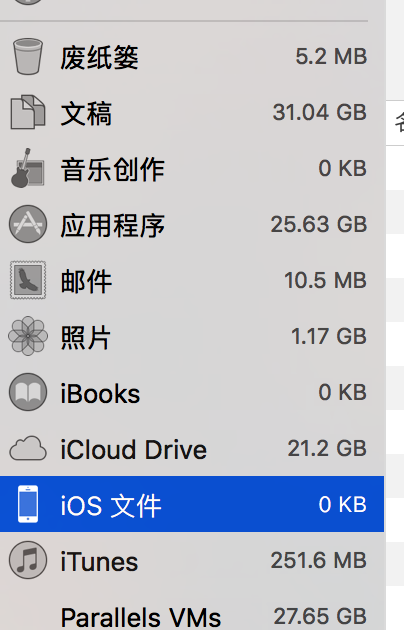 废纸篓 5.2 MB
文稿 31.04 GB
音乐创作 0 KB
应用程序 25.63 GB
邮件 10.5 MB
照片 1.17 GB
iBooks 0 KB
iCloud Drive 21.2 GB
iOS 文件 0 KB
iTunes 251.6 MB
Parallels VMs 27.65 GB